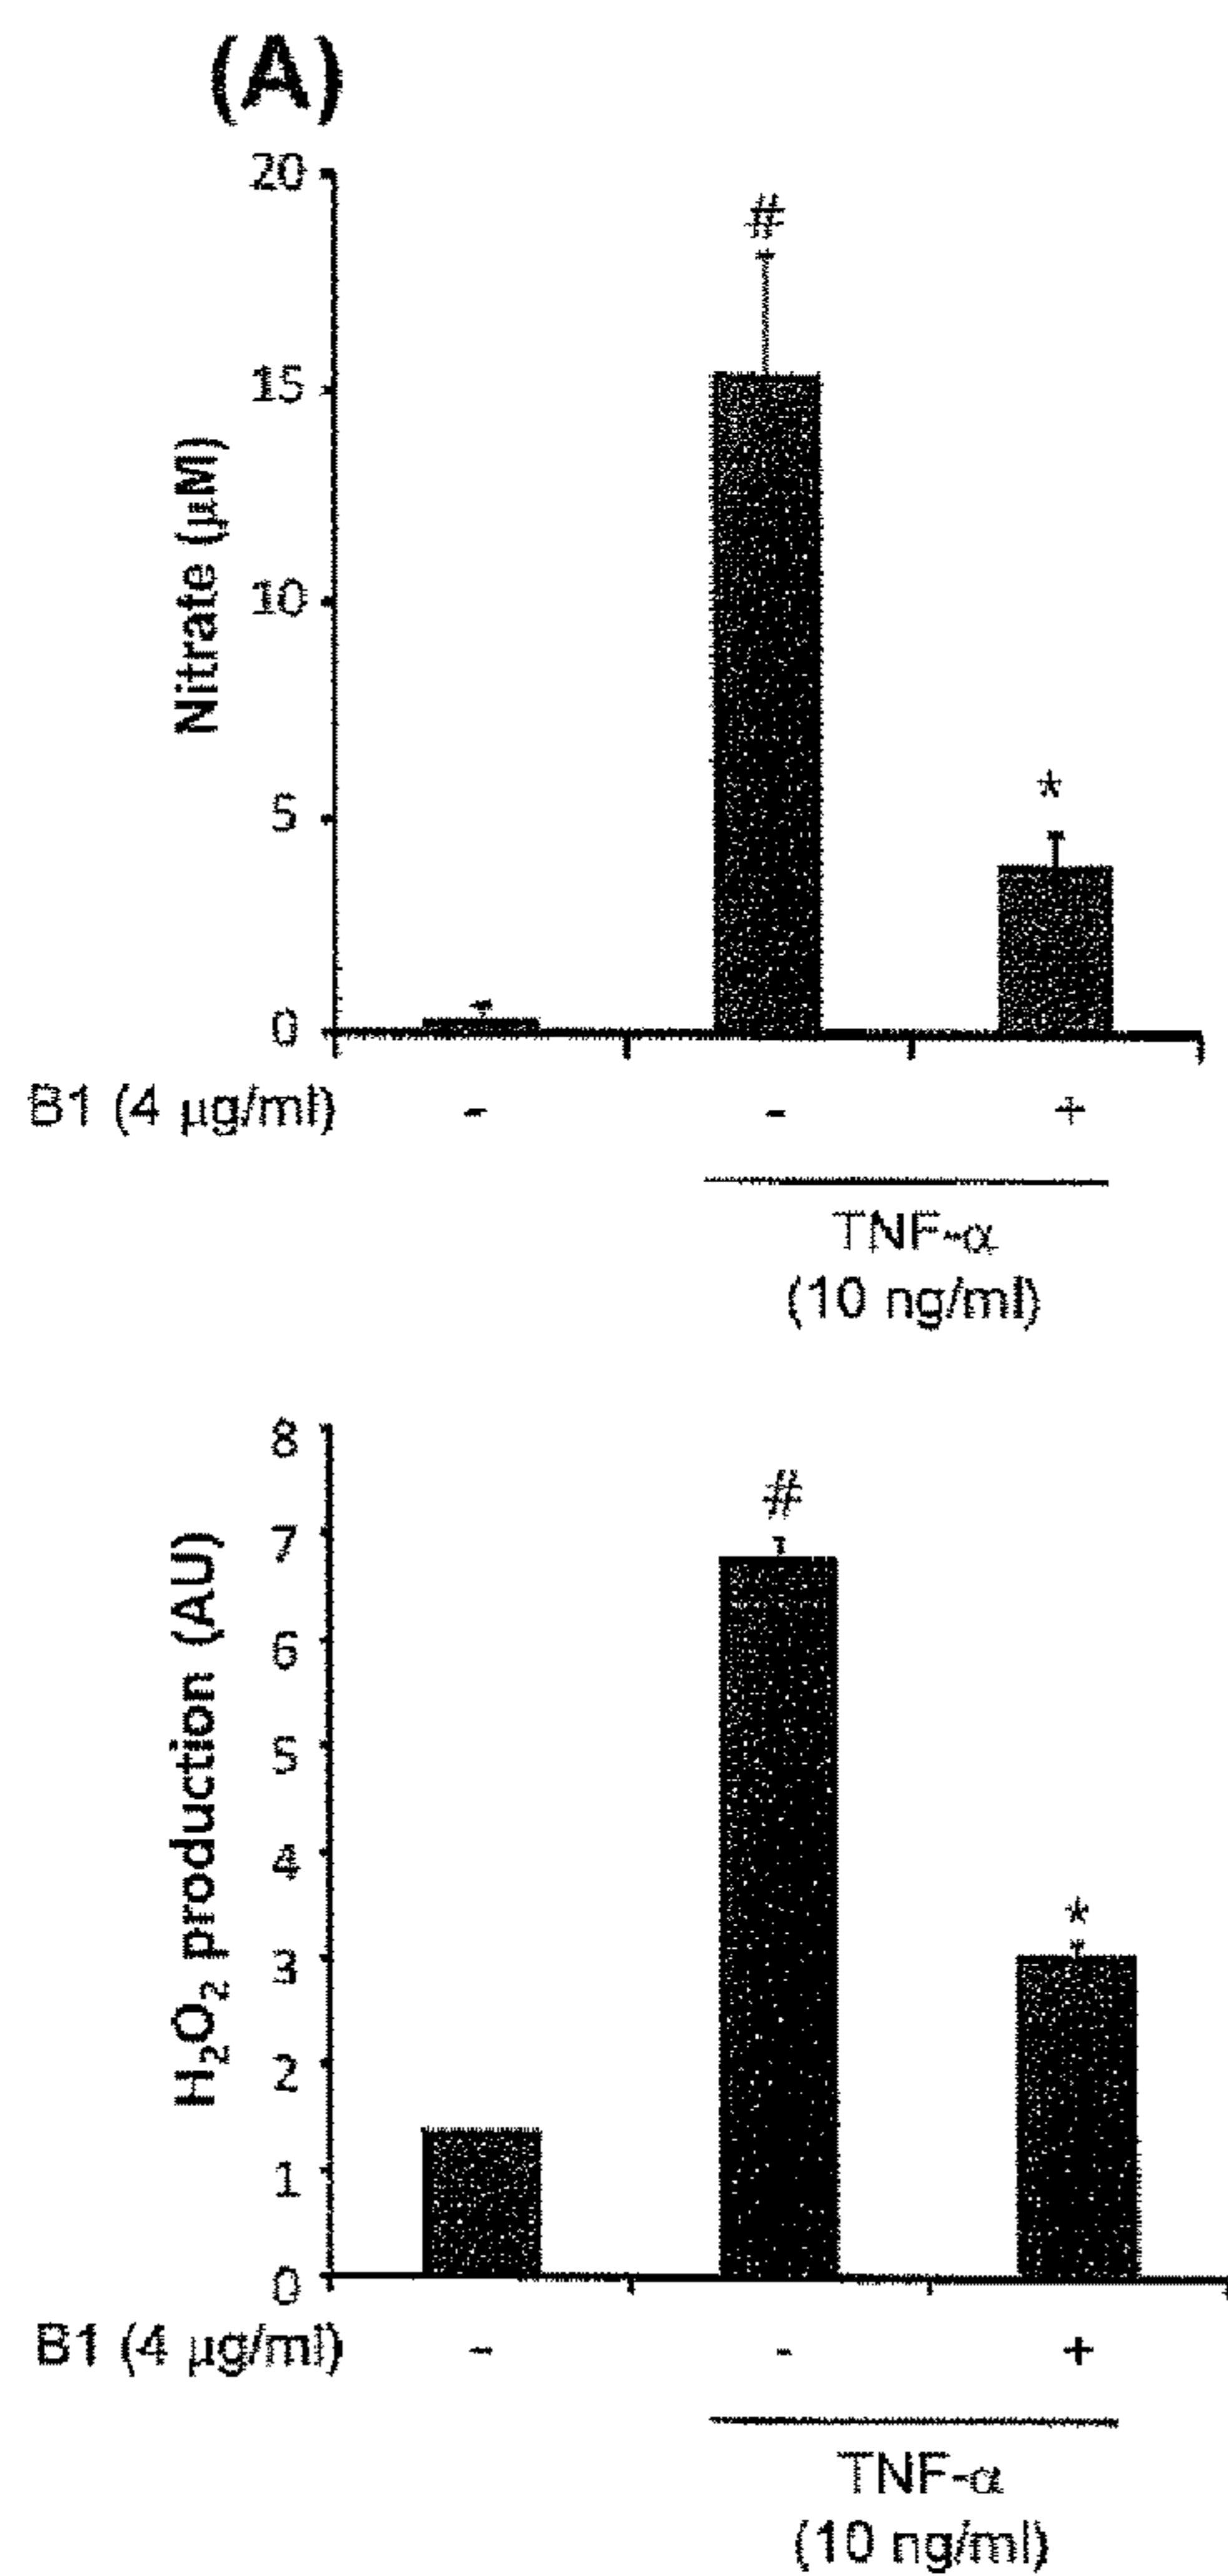 (A)
20
#
15
Nitrate (µM)
10
*
5
0
B1 (4 µg/ml) - - +
TNF-α
(10 ng/ml)
8
#
7
H₂O₂ production (AU)
6
5
4
*
3
2
1
0
B1 (4 µg/ml) - - +
TNF-α
(10 ng/ml)